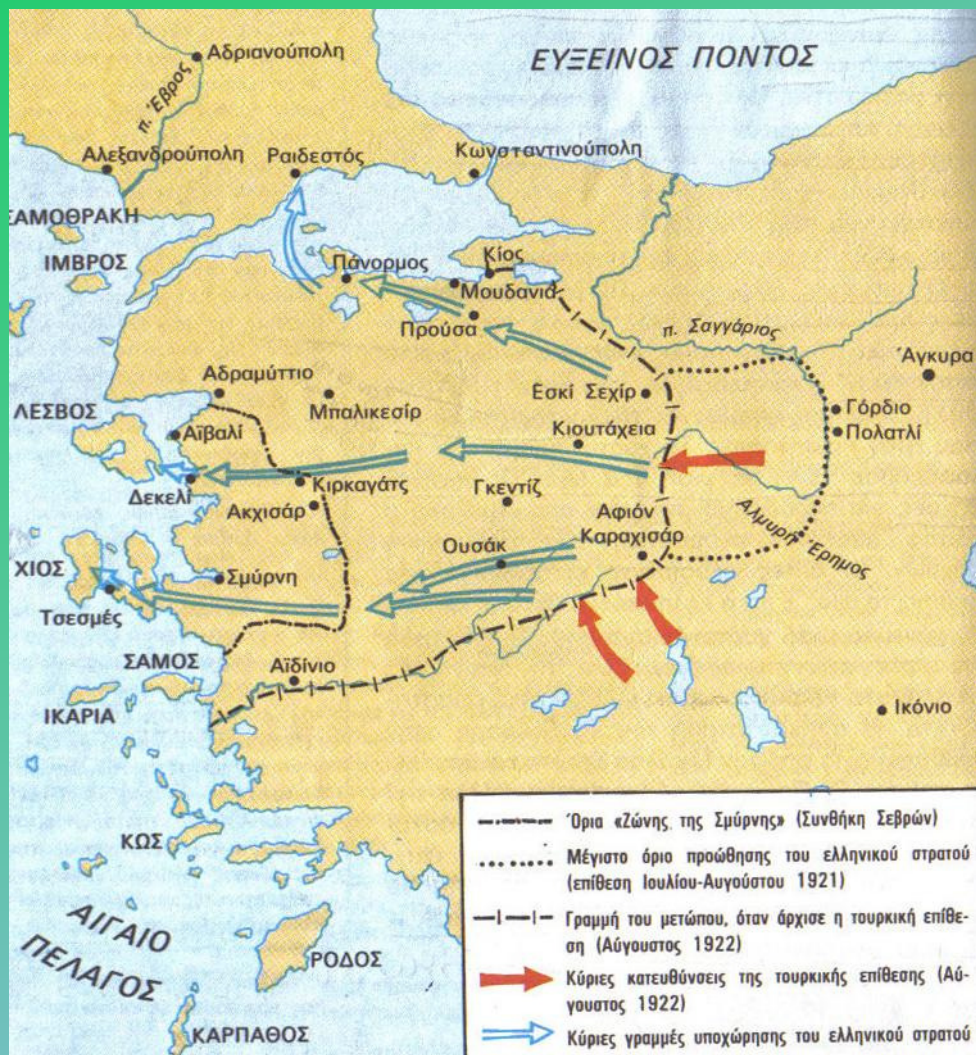 Αδριανούπολη
ΕΥΞΕΙΝΟΣ ΠΟΝΤΟΣ
π. Έβρος
Αλεξανδρούπολη
Ραιδεστός
Κωνσταντινούπολη
ΣΑΜΟΘΡΑΚΗ
ΙΜΒΡΟΣ
Πάνορμος
Κίος
Μουδανιά
Προύσα
π. Σαγγάριος
Άγκυρα
Αδραμύττιο
Μπαλικεσίρ
Εσκί Σεχίρ
Γόρδιο
Πολατλί
ΛΕΣΒΟΣ
Αϊβαλί
Κιουτάχεια
Δεκελί
Κιρκαγάτς
Ακχισάρ
Γκεντίζ
Αφιόν
Καραχισάρ
Αλμυρή Έρημος
Ουσάκ
ΧΙΟΣ
Σμύρνη
Τσεσμές
ΣΑΜΟΣ
Αϊδίνιο
ΙΚΑΡΙΑ
Ικόνιο
ΚΩΣ
ΑΙΓΑΙΟ
ΠΕΛΑΓΟΣ
ΡΟΔΟΣ
ΚΑΡΠΑΘΟΣ
Όρια «Ζώνης της Σμύρνης» (Συνθήκη Σεβρών)
Μέγιστο όριο προώθησης του ελληνικού στρατού
(επίθεση Ιουλίου-Αυγούστου 1921)
Γραμμή του μετώπου, όταν άρχισε η τουρκική επίθε-
ση (Αύγουστος 1922)
Κύριες κατευθύνσεις της τουρκικής επίθεσης (Αύ-
γουστος 1922)
Κύριες γραμμές υποχώρησης του ελληνικού στρατού